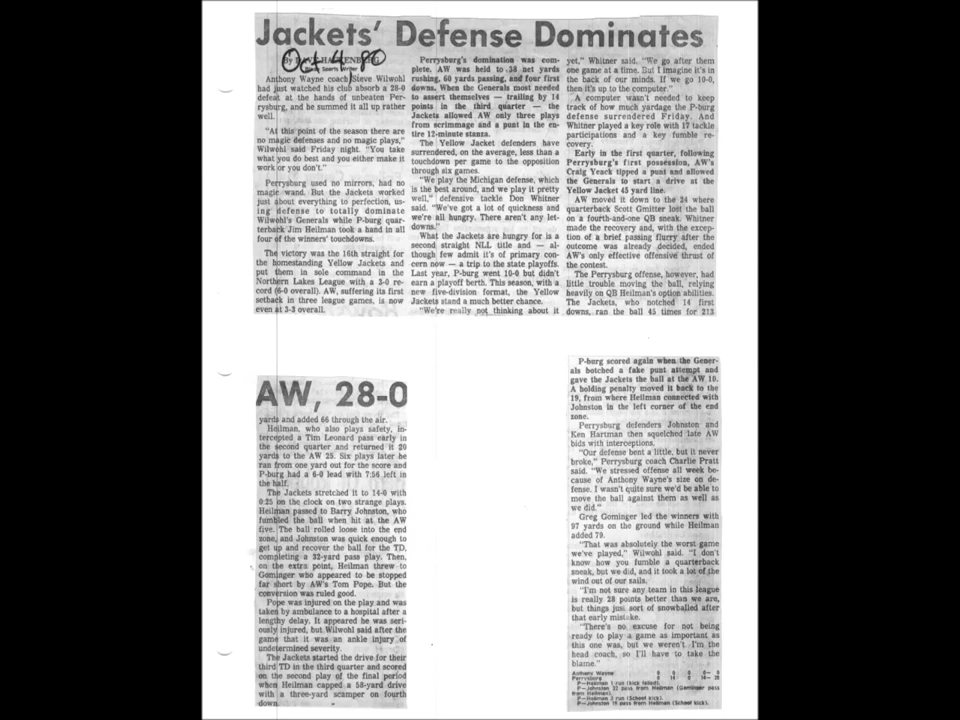 Jackets' Defense Dominates
Oct 4, 80
Anthony Wayne coach Steve Wilwohl
had just watched his club absorb a 28-0
defeat at the hands of unbeaten Per-
rysburg, and he summed it all up rather
well.
"At this point of the season there are
no magic defenses and no magic plays,"
Wilwohl said Friday night. "You take
what you do best and you either make it
work or you don't."
Perrysburg used no mirrors, had no
magic wand. But the Jackets worked
just about everything to perfection, us-
ing defense to totally dominate
Wilwohl's Generals while P-burg quar-
terback Jim Heilman took a hand in all
four of the winners' touchdowns.
The victory was the 16th straight for
the homestanding Yellow Jackets and
put them in sole command in the
Northern Lakes League with a 3-0 re-
cord (6-0 overall). AW, suffering its first
setback in three league games, is now
even at 3-3 overall.
Perrysburg's domination was com-
plete. AW was held to 38 net yards
rushing, 60 yards passing, and four first
downs. When the Generals most needed
to assert themselves — trailing by 14
points in the third quarter — the
Jackets allowed AW only three plays
from scrimmage and a punt in the en-
tire 12-minute stanza.
The Yellow Jacket defenders have
surrendered, on the average, less than a
touchdown per game to the opposition
through six games.
"We play the Michigan defense, which
is the best around, and we play it pretty
well," defensive tackle Don Whitner
said. "We've got a lot of quickness and
we're all hungry. There aren't any let-
downs."
What the Jackets are hungry for is a
second straight NLL title and — al-
though few admit it's of primary con-
cern now — a trip to the state playoffs.
Last year, P-burg went 10-0 but didn't
earn a playoff berth. This season, with a
new five-division format, the Yellow
Jackets stand a much better chance.
"We're really not thinking about it
yet," Whitner said. "We go after them
one game at a time. But I imagine it's in
the back of our minds. If we go 10-0,
then it's up to the computer."
A computer wasn't needed to keep
track of how much yardage the P-burg
defense surrendered Friday. And
Whitner played a key role with 17 tackle
participations and a key fumble re-
covery.
Early in the first quarter, following
Perrysburg's first possession, AW's
Craig Yeack tipped a punt and allowed
the Generals to start a drive at the
Yellow Jacket 45 yard line.
AW moved it down to the 24 where
quarterback Scott Gmitter lost the ball
on a fourth-and-one QB sneak. Whitner
made the recovery and, with the excep-
tion of a brief passing flurry after the
outcome was already decided, ended
AW's only effective offensive thrust of
the contest.
The Perrysburg offense, however, had
little trouble moving the ball, relying
heavily on QB Heilman's option abilities.
The Jackets, who notched 14 first
downs, ran the ball 45 times for 213
AW, 28-0
yards and added 66 through the air.
Heilman, who also plays safety, in-
tercepted a Tim Leonard pass early in
the second quarter and returned it 20
yards to the AW 25. Six plays later he
ran from one yard out for the score and
P-burg had a 6-0 lead with 7:56 left in
the half.
The Jackets stretched it to 14-0 with
0:25 on the clock on two strange plays.
Heilman passed to Barry Johnston, who
fumbled the ball when hit at the AW
five. The ball rolled loose into the end
zone, and Johnston was quick enough to
get up and recover the ball for the TD,
completing a 32-yard pass play. Then,
on the extra point, Heilman threw to
Gominger who appeared to be stopped
far short by AW's Tom Pope. But the
conversion was ruled good.
Pope was injured on the play and was
taken by ambulance to a hospital after a
lengthy delay. It appeared he was seri-
ously injured, but Wilwohl said after the
game that it was an ankle injury of
undetermined severity.
The Jackets started the drive for their
third TD in the third quarter and scored
on the second play of the final period
when Heilman capped a 58-yard drive
with a three-yard scamper on fourth
down.
P-burg scored again when the Gener-
als botched a fake punt attempt and
gave the Jackets the ball at the AW 10.
A holding penalty moved it back to the
19, from where Heilman connected with
Johnston in the left corner of the end
zone.
Perrysburg defenders Johnston and
Ken Hartman then squelched late AW
bids with interceptions.
"Our defense bent a little, but it never
broke," Perrysburg coach Charlie Pratt
said. "We stressed offense all week be-
cause of Anthony Wayne's size on de-
fense. I wasn't quite sure we'd be able to
move the ball against them as well as
we did."
Greg Gominger led the winners with
97 yards on the ground while Heilman
added 79.
"That was absolutely the worst game
we've played," Wilwohl said. "I don't
know how you fumble a quarterback
sneak, but we did, and it took a lot of the
wind out of our sails.
"I'm not sure any team in this league
is really 28 points better than we are,
but things just sort of snowballed after
that early mistake.
"There's no excuse for not being
ready to play a game as important as
this one was, but we weren't. I'm the
head coach, so I'll have to take the
blame."
Anthony Wayne 0 0 0 0— 0
Perrysburg 0 14 0 14— 28
P—Heilman 1 run (kick failed).
P—Johnston 32 pass from Heilman (Gominger pass
from Heilman).
P—Heilman 3 run (School kick).
P—Johnston 19 pass from Heilman (School kick).